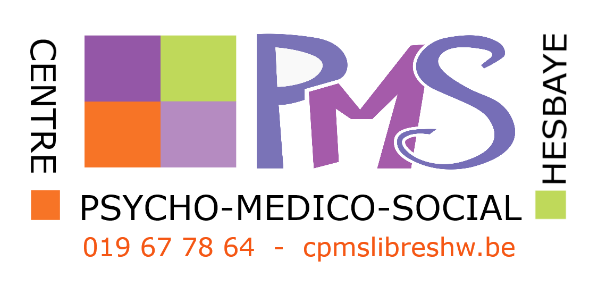 CENTRE
PMS
HESBAYE
PSYCHO-MEDICO-SOCIAL
019 67 78 64 - cpmslibreshw.be